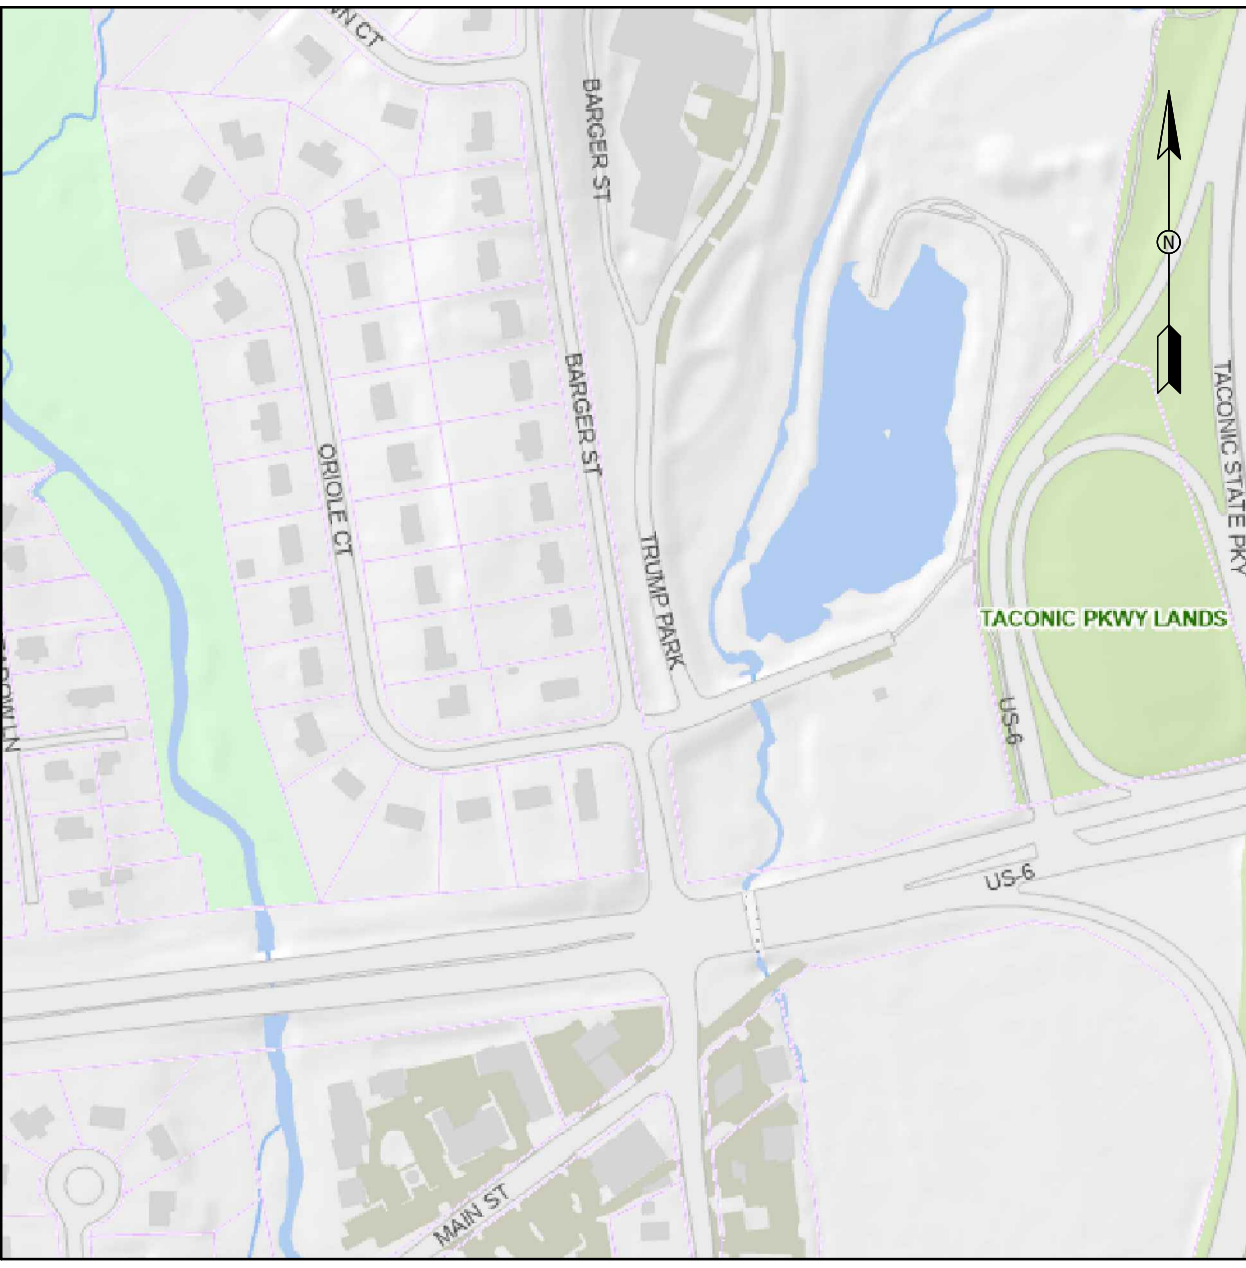 BARGER ST
N
BARGER ST
TACONIC STATE PKY
ORIOLE CT
TRUMP PARK
TACONIC PKWY LANDS
US-6
US-6
MAIN ST